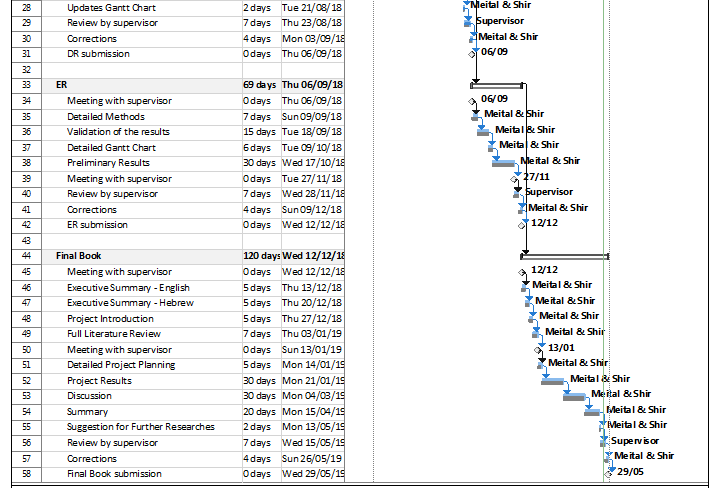 28 Updates Gantt Chart 2 days Tue 21/08/18 Meital & Shir
29 Review by supervisor 7 days Thu 23/08/18 Supervisor
30 Corrections 4 days Mon 03/09/18 Meital & Shir
31 DR submission 0 days Thu 06/09/18 06/09
32
33 ER 69 days Thu 06/09/18
34 Meeting with supervisor 0 days Thu 06/09/18 06/09
35 Detailed Methods 7 days Sun 09/09/18 Meital & Shir
36 Validation of the results 15 days Tue 18/09/18 Meital & Shir
37 Detailed Gantt Chart 6 days Tue 09/10/18 Meital & Shir
38 Preliminary Results 30 days Wed 17/10/18 Meital & Shir
39 Meeting with supervisor 0 days Tue 27/11/18 27/11
40 Review by supervisor 7 days Wed 28/11/18 Supervisor
41 Corrections 4 days Sun 09/12/18 Meital & Shir
42 ER submission 0 days Wed 12/12/18 12/12
43
44 Final Book 120 days Wed 12/12/18
45 Meeting with supervisor 0 days Wed 12/12/18 12/12
46 Executive Summary - English 5 days Thu 13/12/18 Meital & Shir
47 Executive Summary - Hebrew 5 days Thu 20/12/18 Meital & Shir
48 Project Introduction 5 days Thu 27/12/18 Meital & Shir
49 Full Literature Review 7 days Thu 03/01/19 Meital & Shir
50 Meeting with supervisor 0 days Sun 13/01/19 13/01
51 Detailed Project Planning 5 days Mon 14/01/19 Meital & Shir
52 Project Results 30 days Mon 21/01/19 Meital & Shir
53 Discussion 30 days Mon 04/03/19 Meital & Shir
54 Summary 20 days Mon 15/04/19 Meital & Shir
55 Suggestion for Further Researches 2 days Mon 13/05/19 Meital & Shir
56 Review by supervisor 7 days Wed 15/05/19 Supervisor
57 Corrections 4 days Sun 26/05/19 Meital & Shir
58 Final Book submission 0 days Wed 29/05/19 29/05